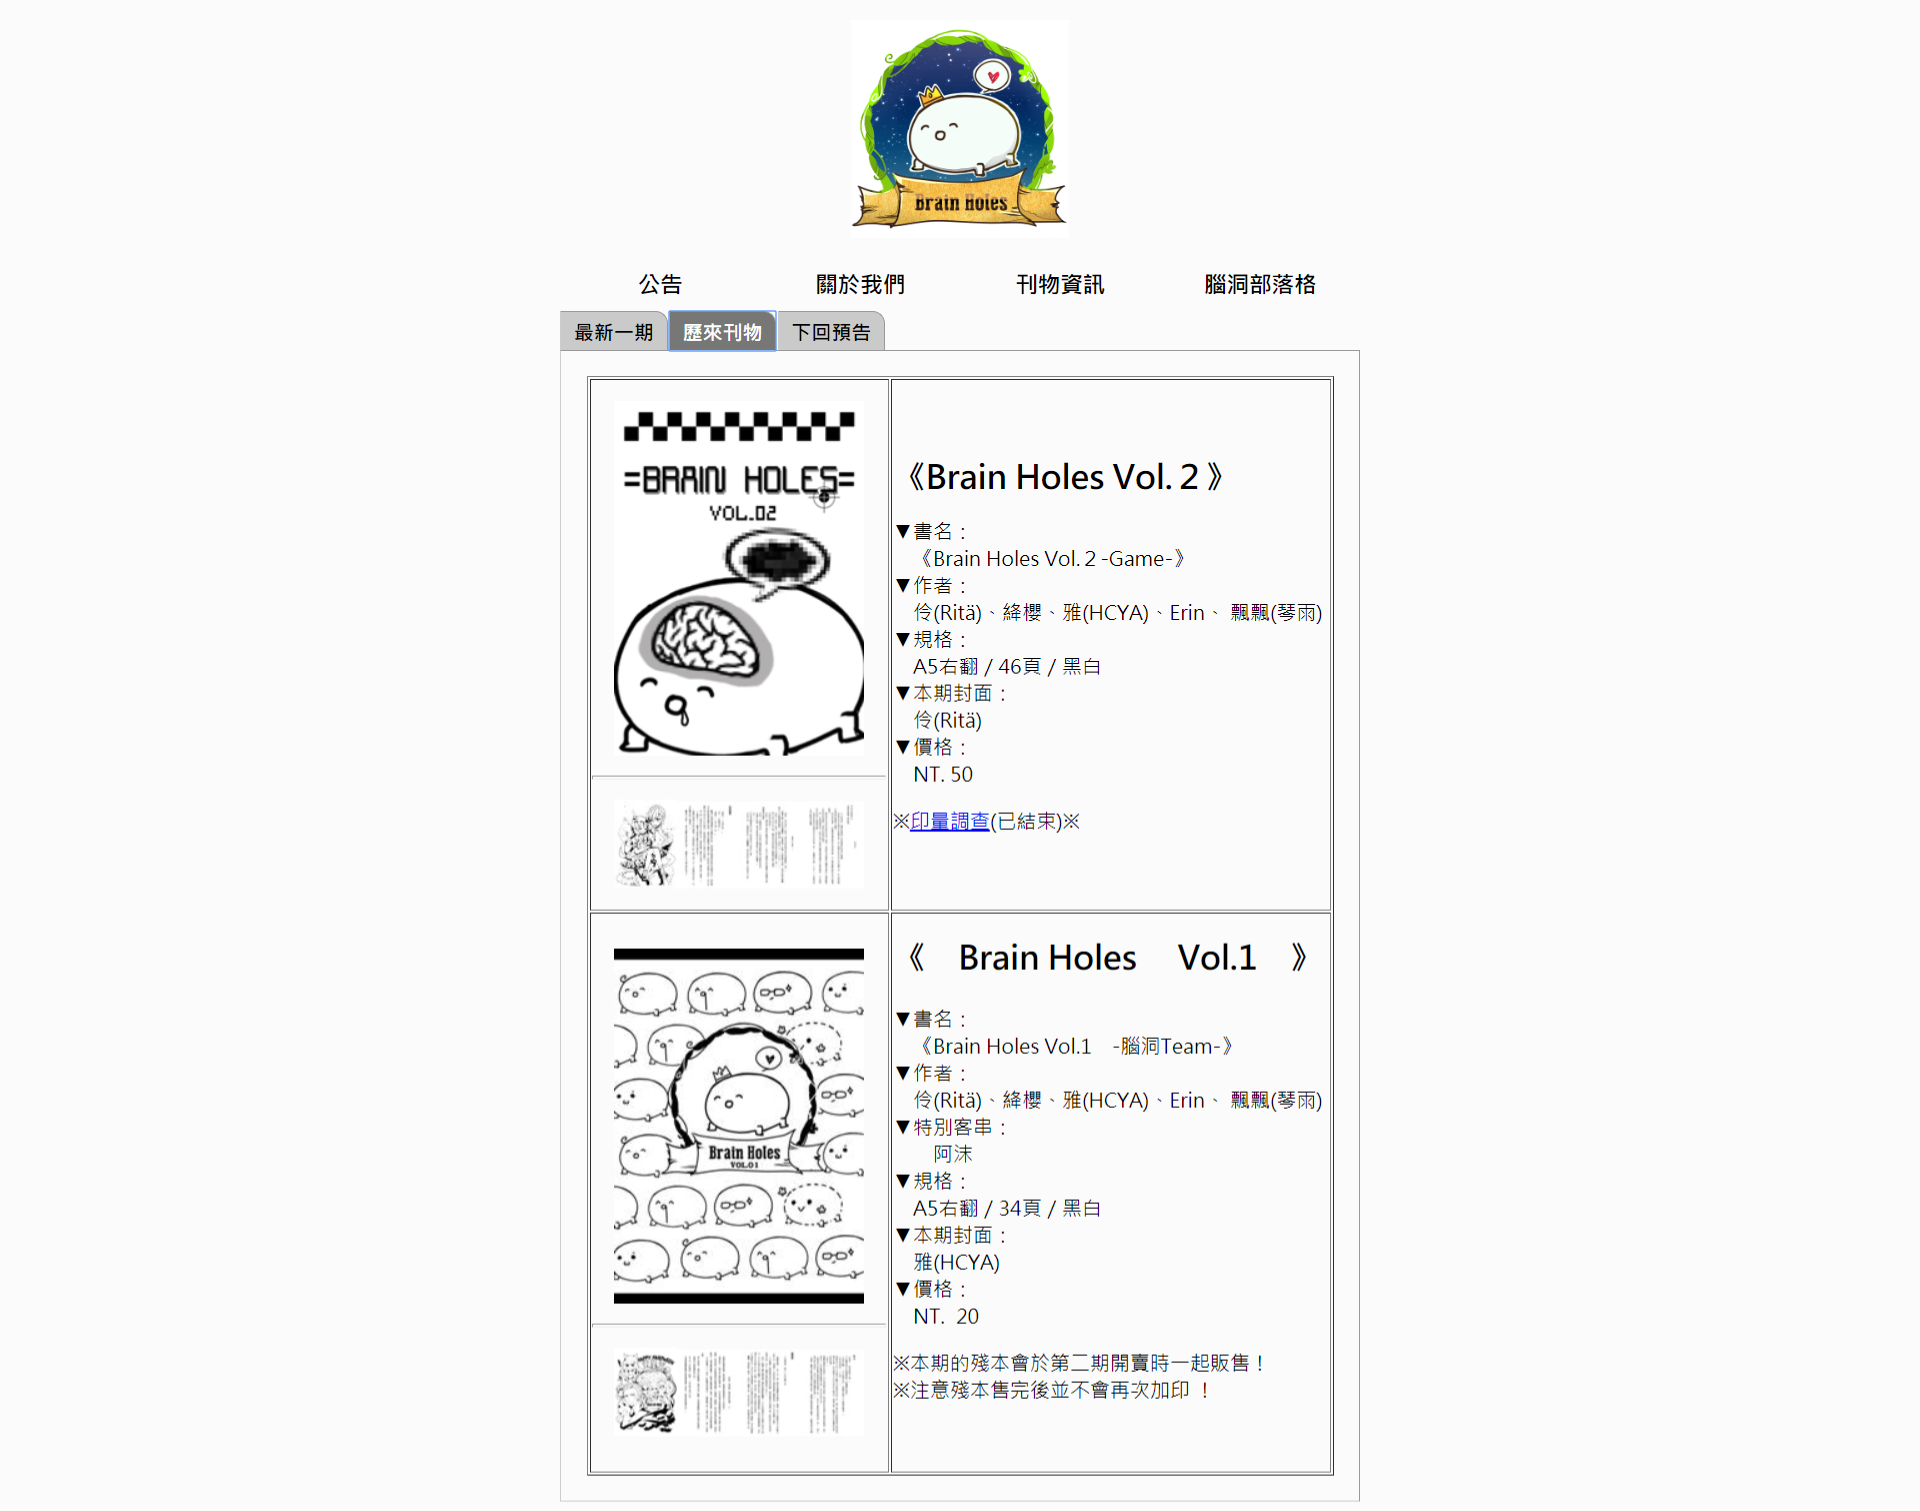 Brain Holes
公告
關於我們
刊物資訊
腦洞部落格
最新一期
歷來刊物
下回預告
=BRAIN HOLES=
VOL.02
《Brain Holes Vol. 2 》
▼書名：
《Brain Holes Vol. 2 -Game-》
▼作者：
伶(Ritä)、絳櫻、雅(HCYA)、Erin、 飄飄(琴雨)
▼規格：
A5右翻 / 46頁 / 黑白
▼本期封面：
伶(Ritä)
▼價格：
NT. 50
※印量調查(已結束)※
Brain Holes
VOL.01
《　Brain Holes　Vol.1　》
▼書名：
《Brain Holes Vol.1　-腦洞Team-》
▼作者：
伶(Ritä)、絳櫻、雅(HCYA)、Erin、 飄飄(琴雨)
▼特別客串：
阿沫
▼規格：
A5右翻 / 34頁 / 黑白
▼本期封面：
雅(HCYA)
▼價格：
NT.  20
※本期的殘本會於第二期開賣時一起販售！
※注意殘本售完後並不會再次加印 ！